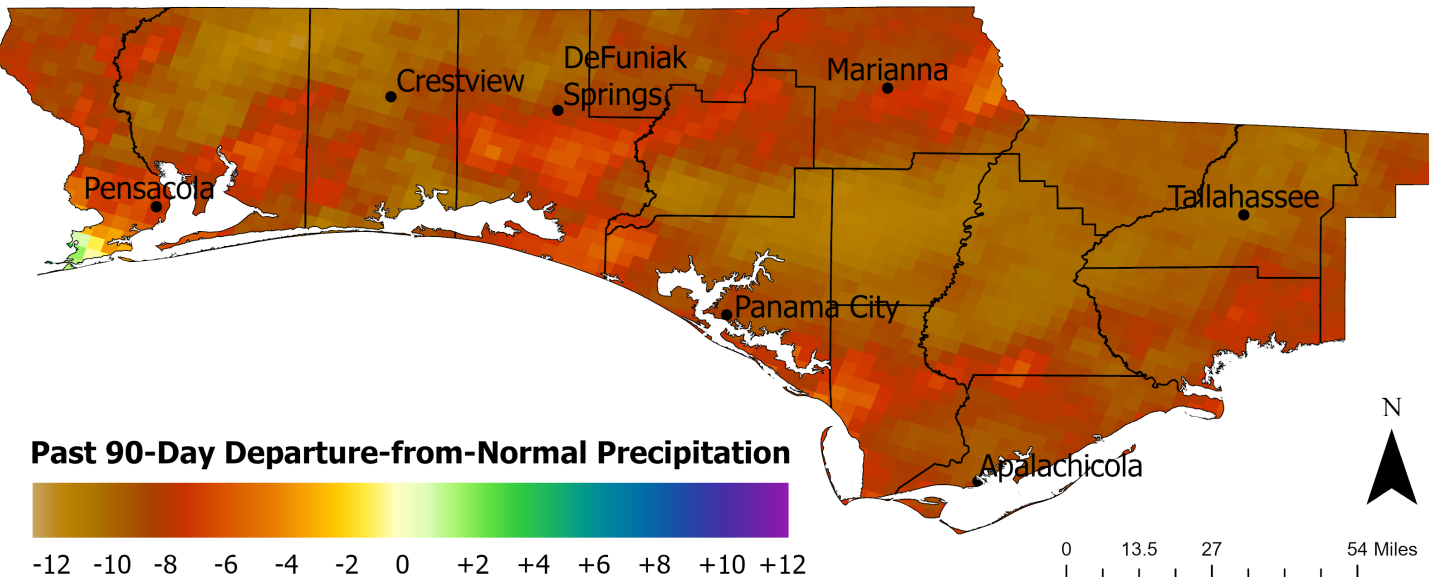 DeFuniak
Springs
Crestview
Marianna
Pensacola
Tallahassee
Panama City
Apalachicola
N
Past 90-Day Departure-from-Normal Precipitation
-12 -10 -8 -6 -4 -2 0 +2 +4 +6 +8 +10 +12
0 13.5 27 54 Miles